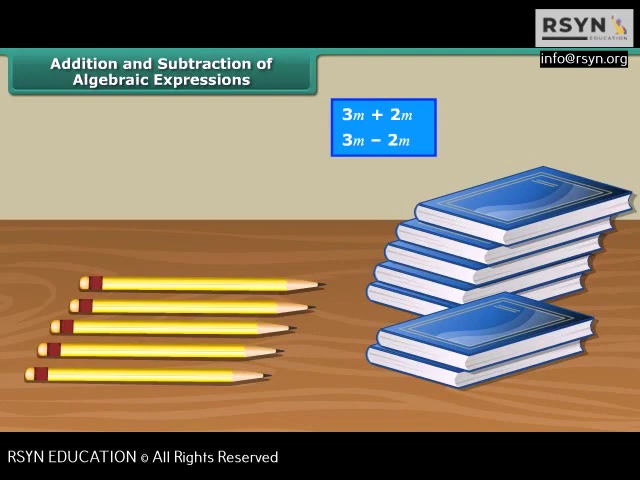 RSYN
EDUCATION
info@rsyn.org
Addition and Subtraction of
Algebraic Expressions
3m + 2m
3m − 2m
RSYN EDUCATION © All Rights Reserved